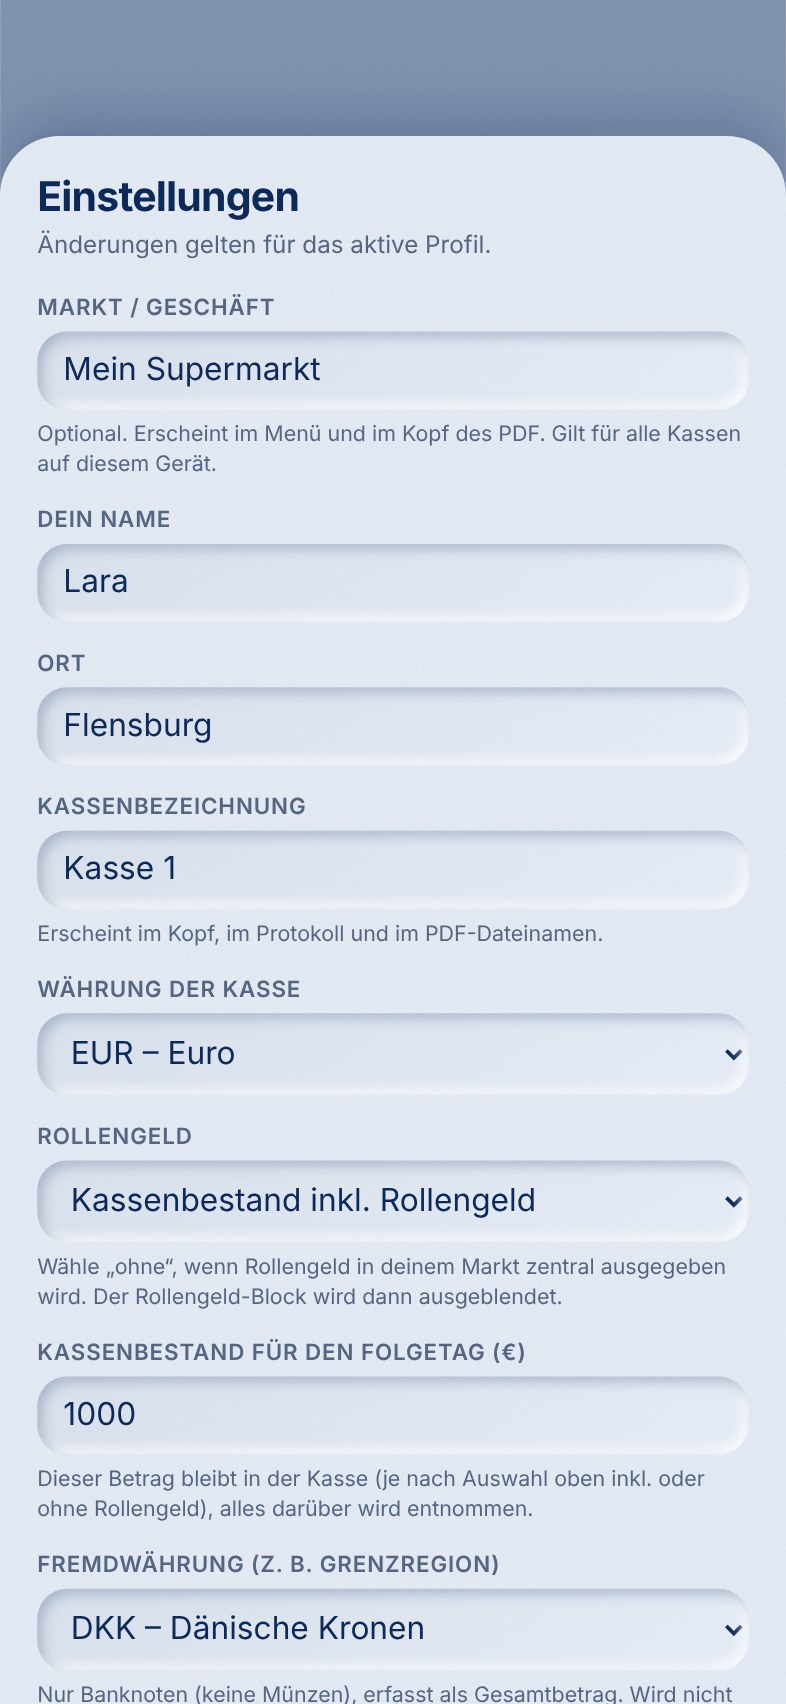 Einstellungen
Änderungen gelten für das aktive Profil.
MARKT / GESCHÄFT
Mein Supermarkt
Optional. Erscheint im Menü und im Kopf des PDF. Gilt für alle Kassen
auf diesem Gerät.
DEIN NAME
Lara
ORT
Flensburg
KASSENBEZEICHNUNG
Kasse 1
Erscheint im Kopf, im Protokoll und im PDF-Dateinamen.
WÄHRUNG DER KASSE
EUR – Euro
ROLLENGELD
Kassenbestand inkl. Rollengeld
Wähle „ohne“, wenn Rollengeld in deinem Markt zentral ausgegeben
wird. Der Rollengeld-Block wird dann ausgeblendet.
KASSENBESTAND FÜR DEN FOLGETAG (€)
1000
Dieser Betrag bleibt in der Kasse (je nach Auswahl oben inkl. oder
ohne Rollengeld), alles darüber wird entnommen.
FREMDWÄHRUNG (Z. B. GRENZREGION)
DKK – Dänische Kronen
Nur Banknoten (keine Münzen), erfasst als Gesamtbetrag. Wird nicht